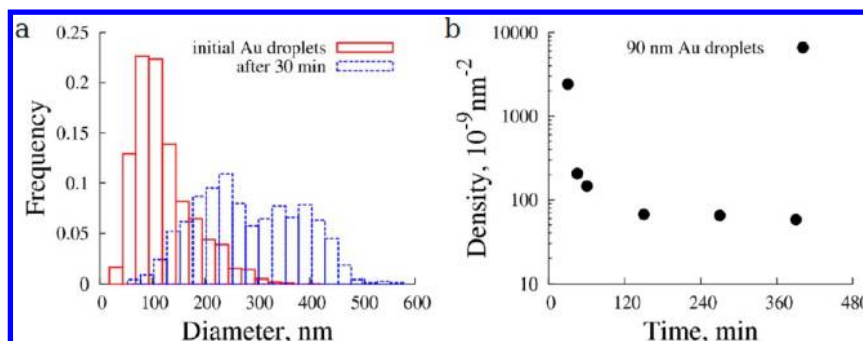 a
0.25
0.2
0.15
0.1
0.05
0
Frequency
initial Au droplets
after 30 min
0 100 200 300 400 500 600
Diameter, nm
b
10000
1000
100
10
Density, 10⁻⁹nm⁻²
90 nm Au droplets
0 120 240 360 480
Time, min